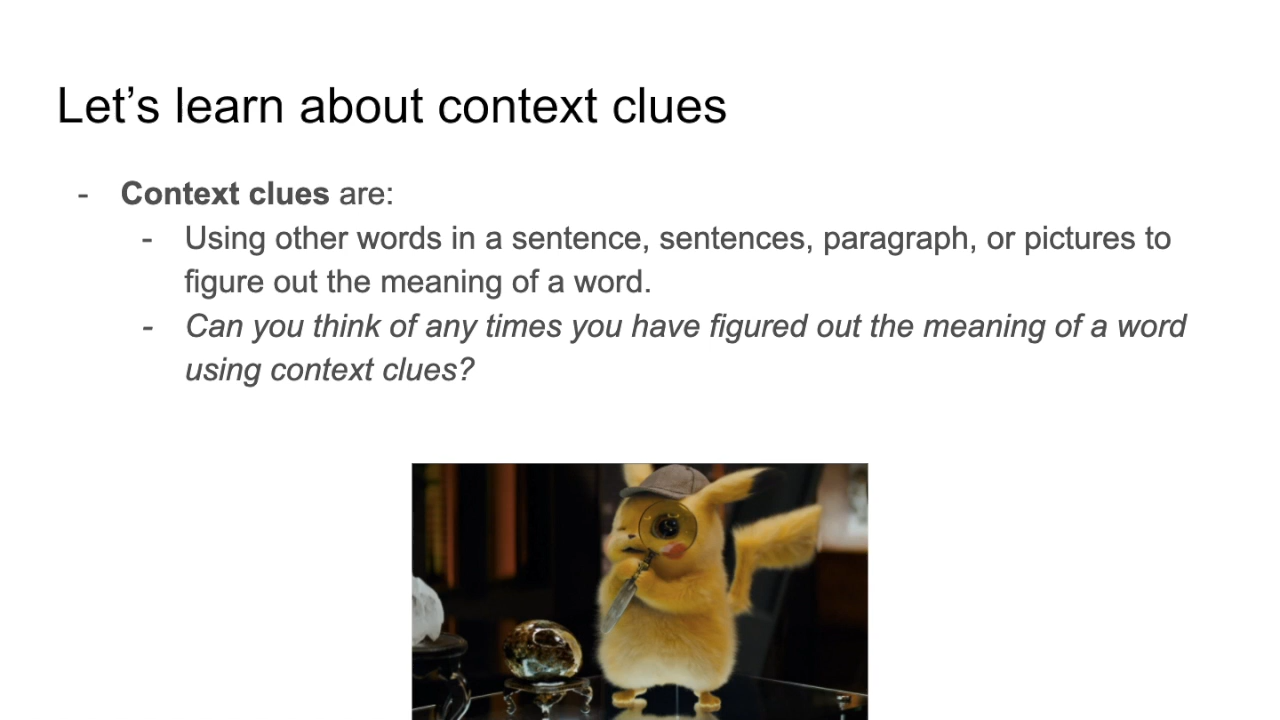 Let’s learn about context clues
- Context clues are:
- Using other words in a sentence, sentences, paragraph, or pictures to
figure out the meaning of a word.
- Can you think of any times you have figured out the meaning of a word
using context clues?